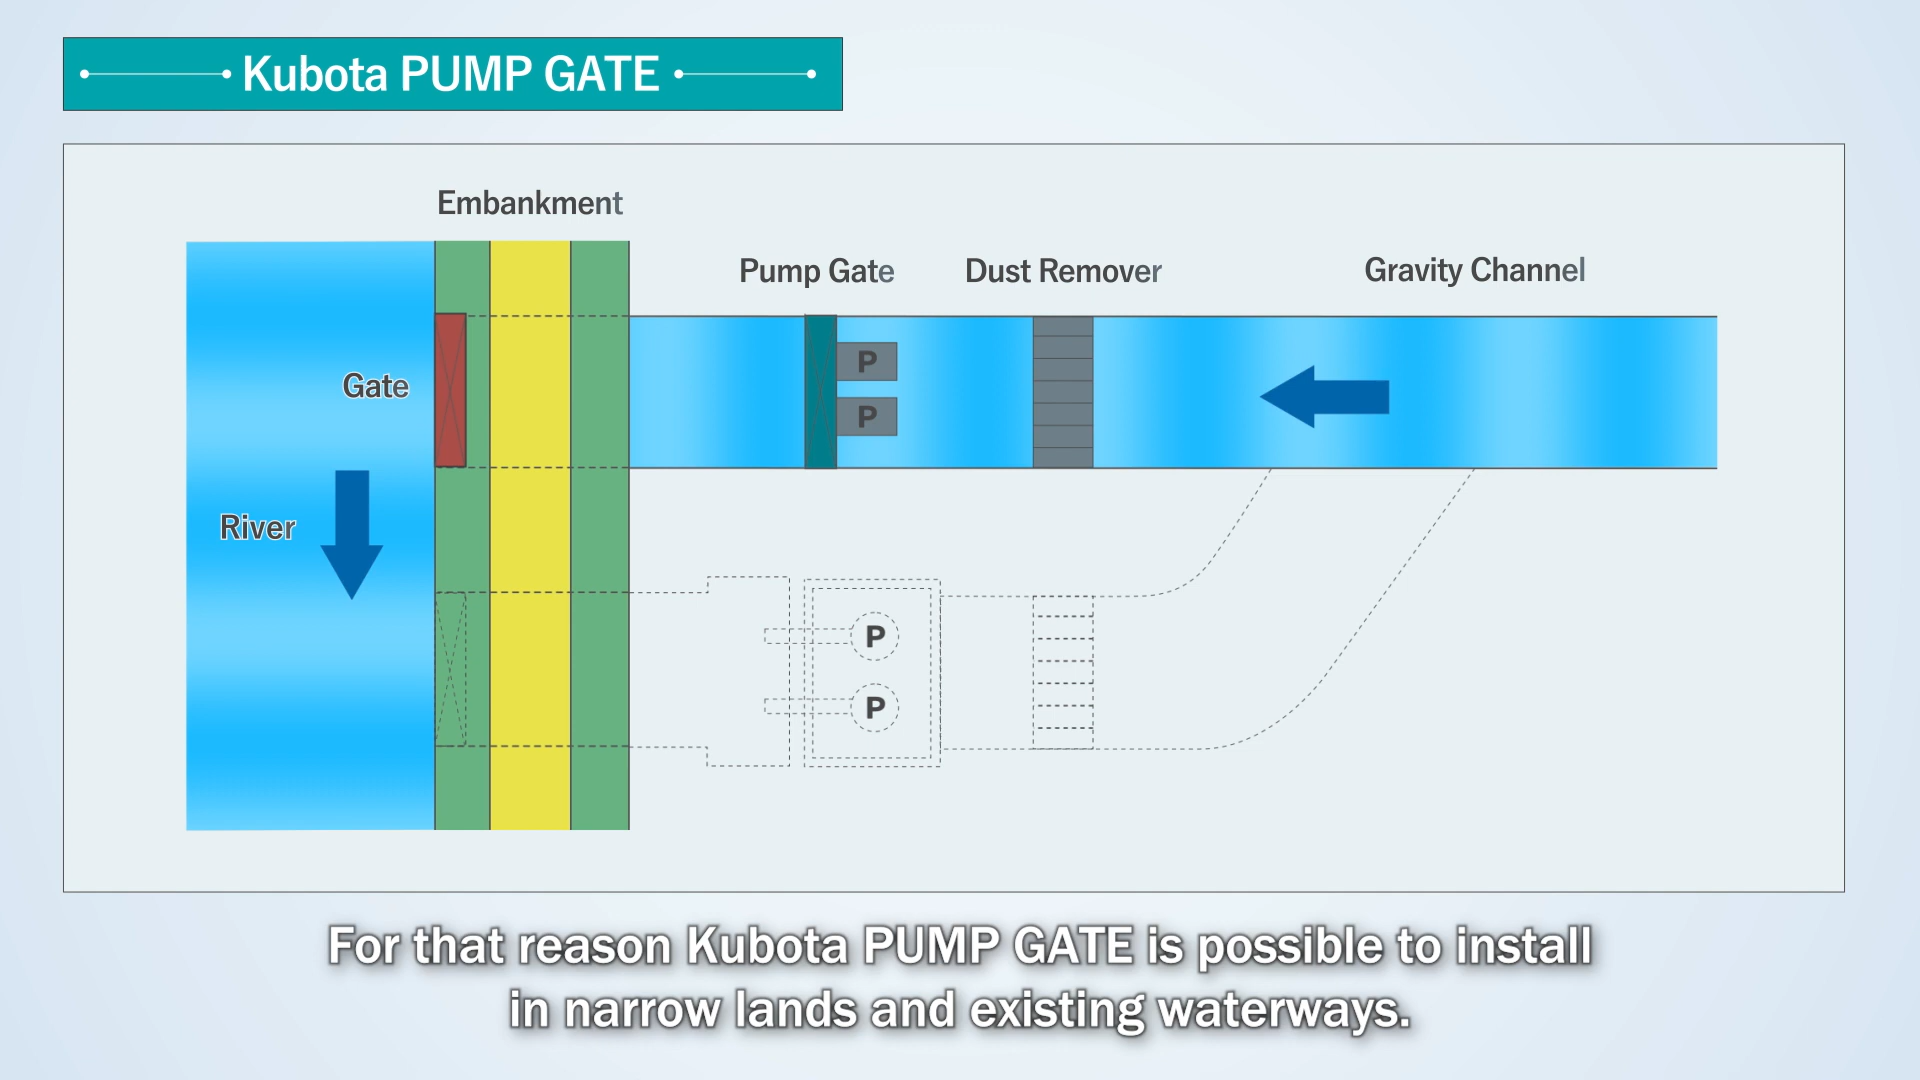 Kubota PUMP GATE
Embankment
Pump Gate
Dust Remover
Gravity Channel
P
Gate
P
River
P
P
For that reason Kubota PUMP GATE is possible to install
in narrow lands and existing waterways.